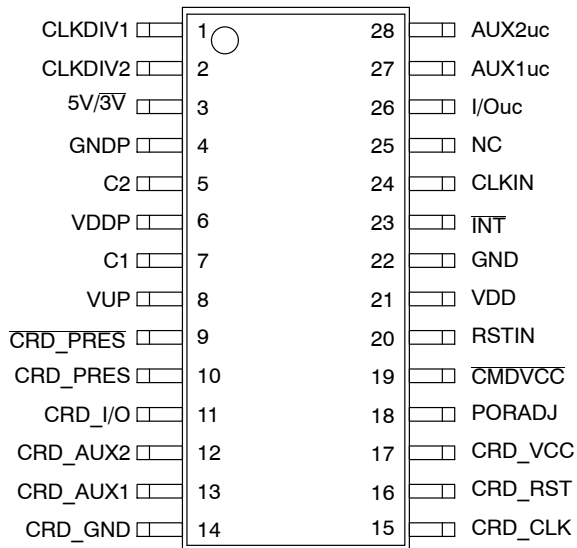 CLKDIV1 1 28 AUX2uc
CLKDIV2 2 27 AUX1uc
5V/3V 3 26 I/Ouc
GNDP 4 25 NC
C2 5 24 CLKIN
VDDP 6 23 INT
C1 7 22 GND
VUP 8 21 VDD
CRD_PRES 9 20 RSTIN
CRD_PRES 10 19 CMDVCC
CRD_I/O 11 18 PORADJ
CRD_AUX2 12 17 CRD_VCC
CRD_AUX1 13 16 CRD_RST
CRD_GND 14 15 CRD_CLK